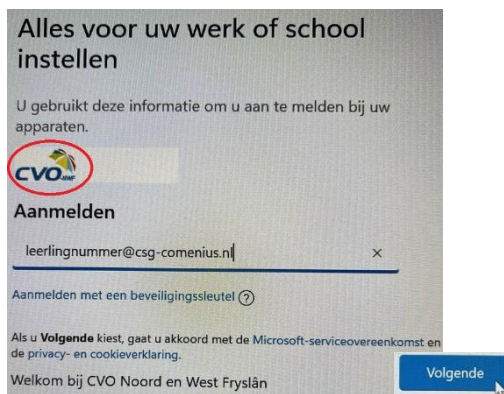 Alles voor uw werk of school
instellen
U gebruikt deze informatie om u aan te melden bij uw
apparaten.
CVO
Aanmelden
leerlingnummer@csg-comenius.nl
Aanmelden met een beveiligingssleutel
Als u Volgende kiest, gaat u akkoord met de Microsoft-serviceovereenkomst en
de privacy- en cookieverklaring.
Welkom bij CVO Noord en West Fryslân
Volgende